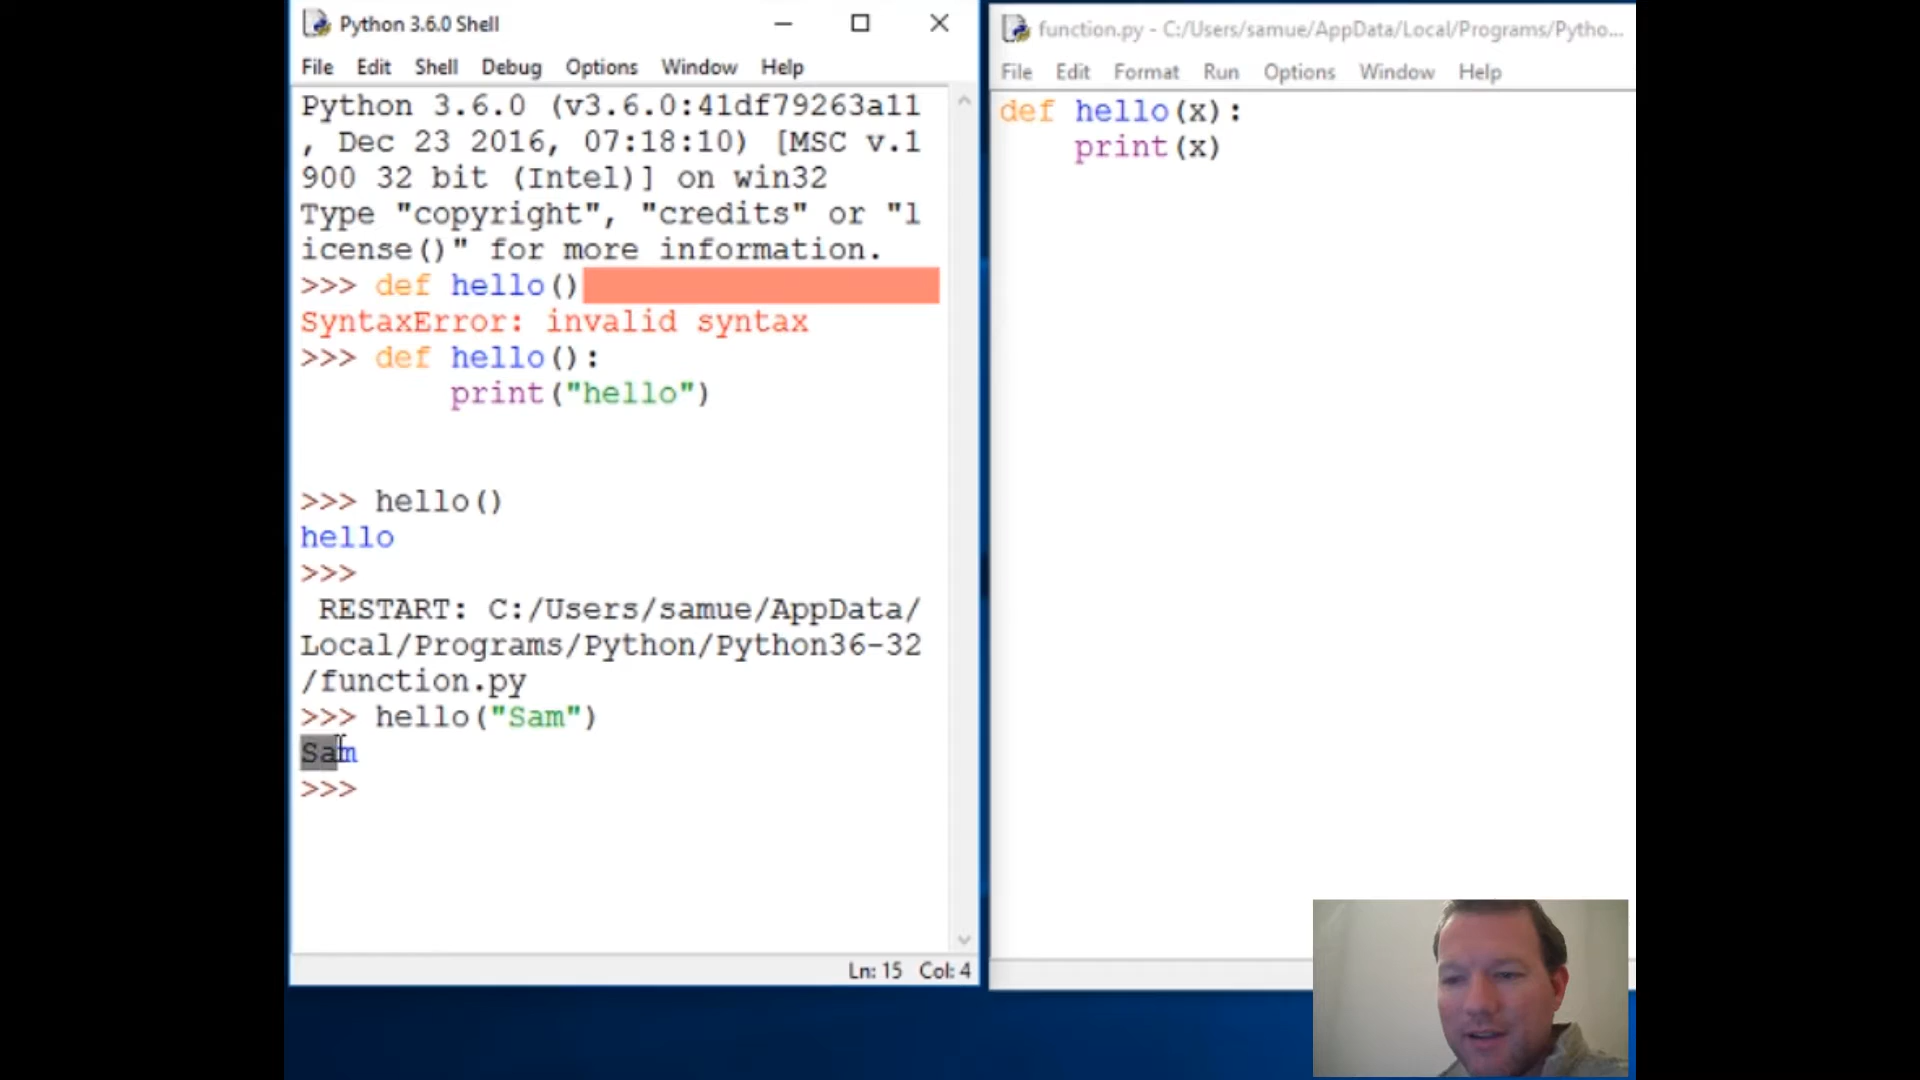 Python 3.6.0 Shell
File Edit Shell Debug Options Window Help
Python 3.6.0 (v3.6.0:41df79263a11
, Dec 23 2016, 07:18:10) [MSC v.1
900 32 bit (Intel)] on win32
Type "copyright", "credits" or "l
icense()" for more information.
>>> def hello()
SyntaxError: invalid syntax
>>> def hello():
print("hello")
>>> hello()
hello
>>>
RESTART: C:/Users/samue/AppData/
Local/Programs/Python/Python36-32
/function.py
>>> hello("Sam")
Sam
>>>
Ln: 15 Col: 4
function.py - C:/Users/samue/AppData/Local/Programs/Pytho...
File Edit Format Run Options Window Help
def hello(x):
print(x)